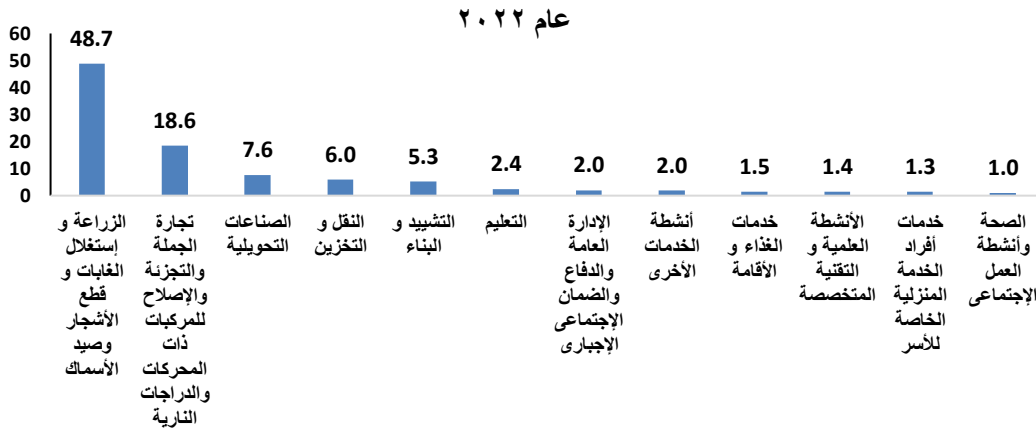 عام ٢٠٢٢
60
50
40
30
20
10
0
48.7
18.6
7.6
6.0
5.3
2.4
2.0
2.0
1.5
1.4
1.3
1.0
الزراعة و
إستغلال
الغابات و
قطع
الأشجار
وصيد
الأسماك
تجارة
الجملة
والتجزئة
والإصلاح
للمركبات
ذات
المحركات
والدراجات
النارية
الصناعات
التحويلية
النقل و
التخزين
التشييد و
البناء
التعليم
الإدارة
العامة
والدفاع
والضمان
الإجتماعى
الإجبارى
أنشطة
الخدمات
الأخرى
خدمات
الغذاء و
الأقامة
الأنشطة
العلمية و
التقنية
المتخصصة
خدمات
أفراد
الخدمة
المنزلية
الخاصة
للأسر
الصحة
وأنشطة
العمل
الإجتماعى